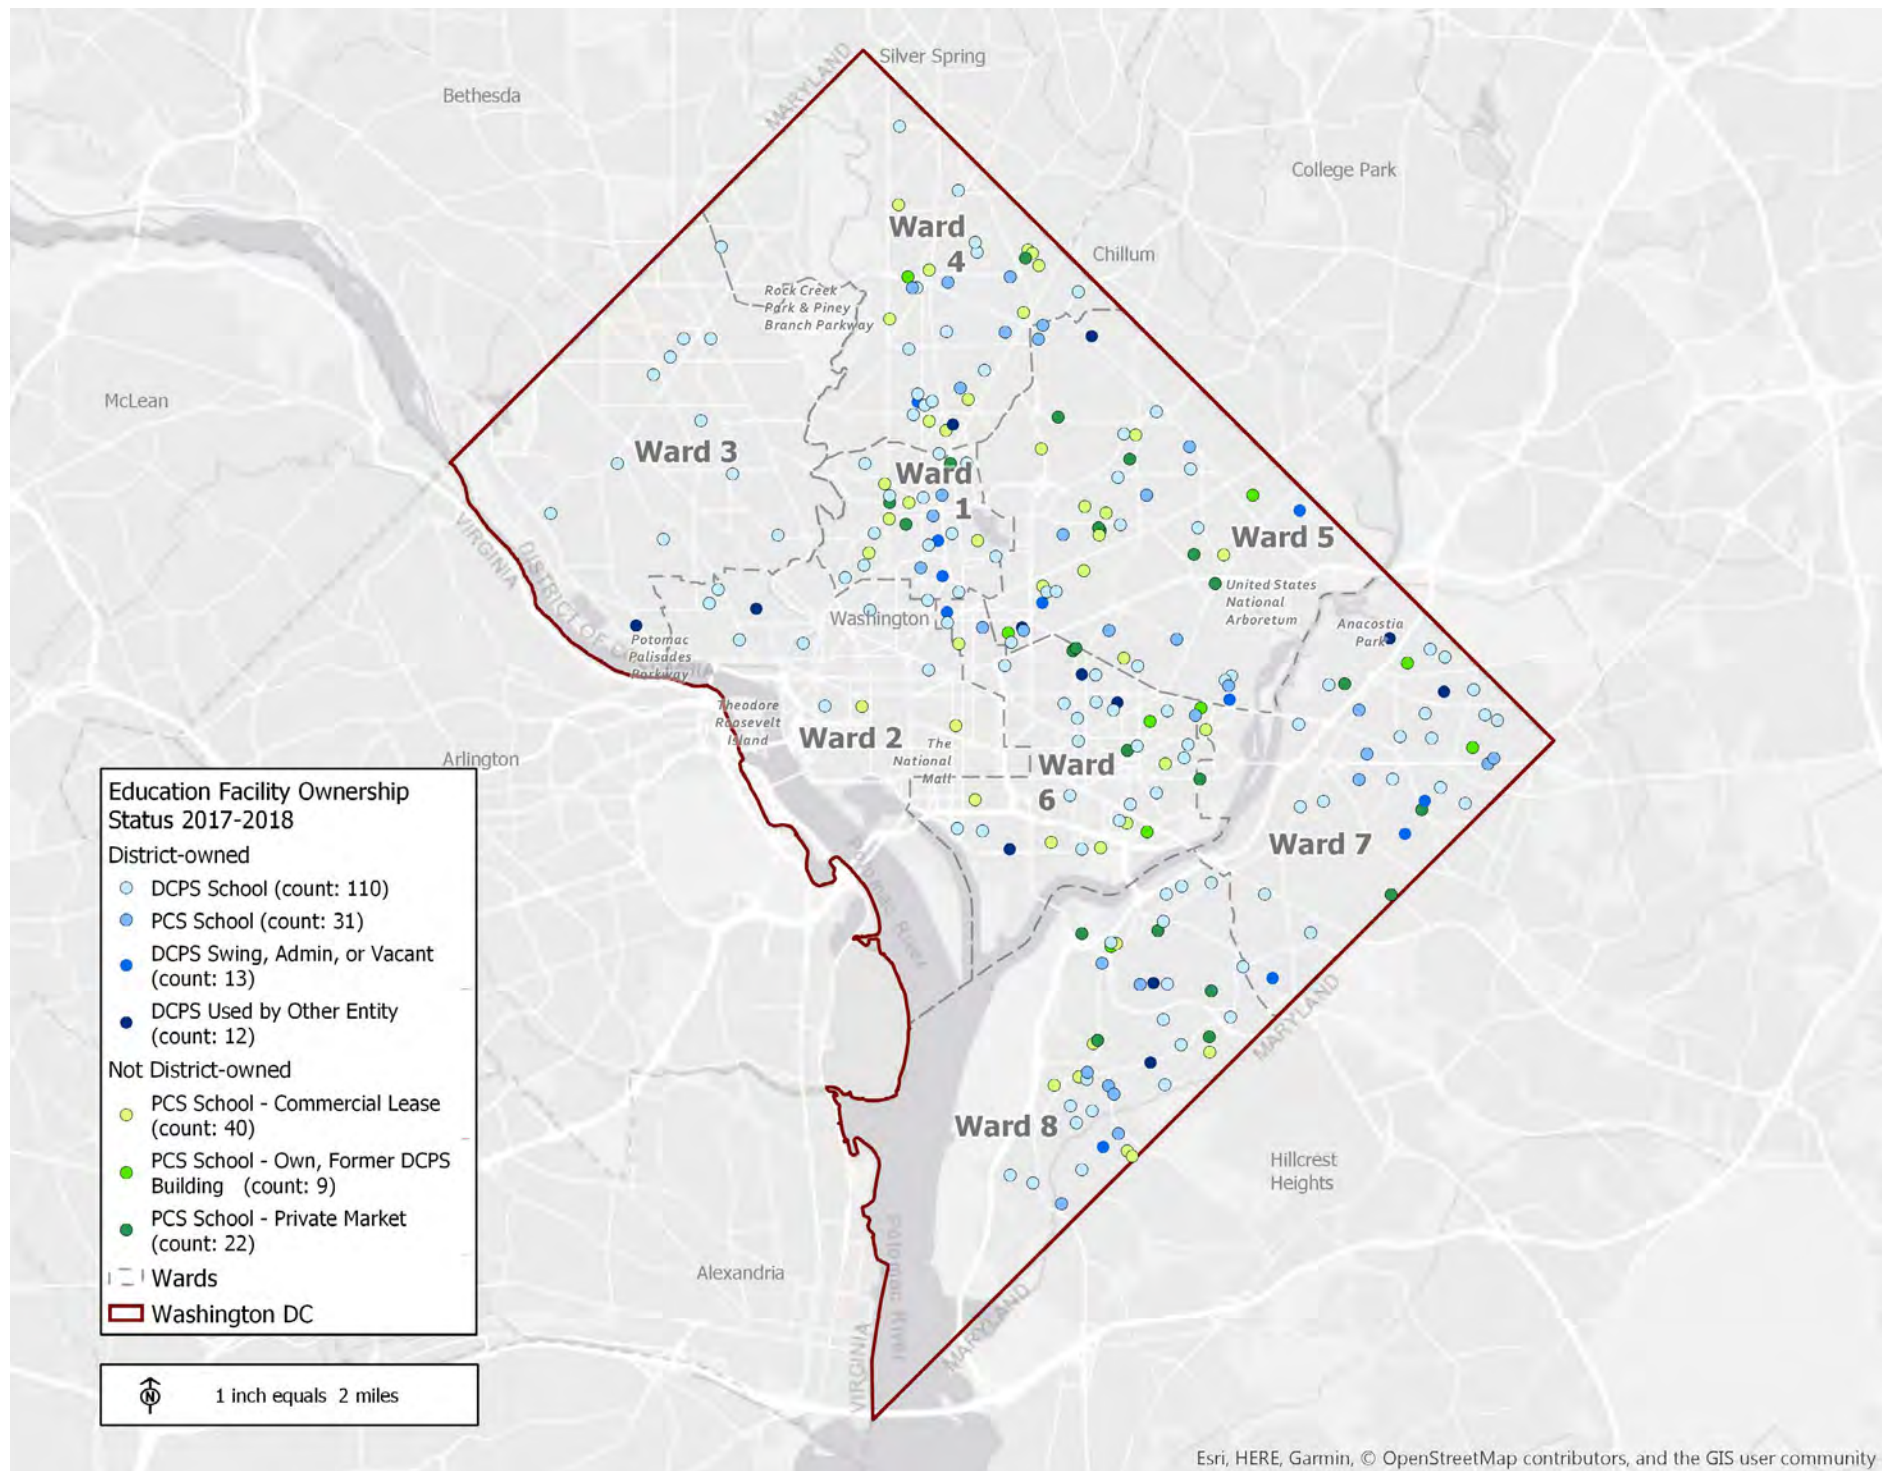 Silver Spring
MARYLAND
Bethesda
College Park
Ward
4
Chillum
Rock Creek
Park & Piney
Branch Parkway
McLean
Ward 3
Ward
1
Ward 5
VIRGINIA
DISTRICT OF
United States
National
Arboretum
Washington
Anacostia
Park
Potomac
Palisades
Parkway
Theodore
Roosevelt
Island
Ward 2
The
National
Mall
Arlington
Ward
6
Ward 7
Potomac River
MARYLAND
Ward 8
Hillcrest
Heights
Alexandria
Potomac River
VIRGINIA
MARYLAND
Education Facility Ownership
Status 2017-2018
District-owned
DCPS School (count: 110)
PCS School (count: 31)
DCPS Swing, Admin, or Vacant
(count: 13)
DCPS Used by Other Entity
(count: 12)
Not District-owned
PCS School - Commercial Lease
(count: 40)
PCS School - Own, Former DCPS
Building (count: 9)
PCS School - Private Market
(count: 22)
Wards
Washington DC
N
1 inch equals 2 miles
Esri, HERE, Garmin, © OpenStreetMap contributors, and the GIS user community